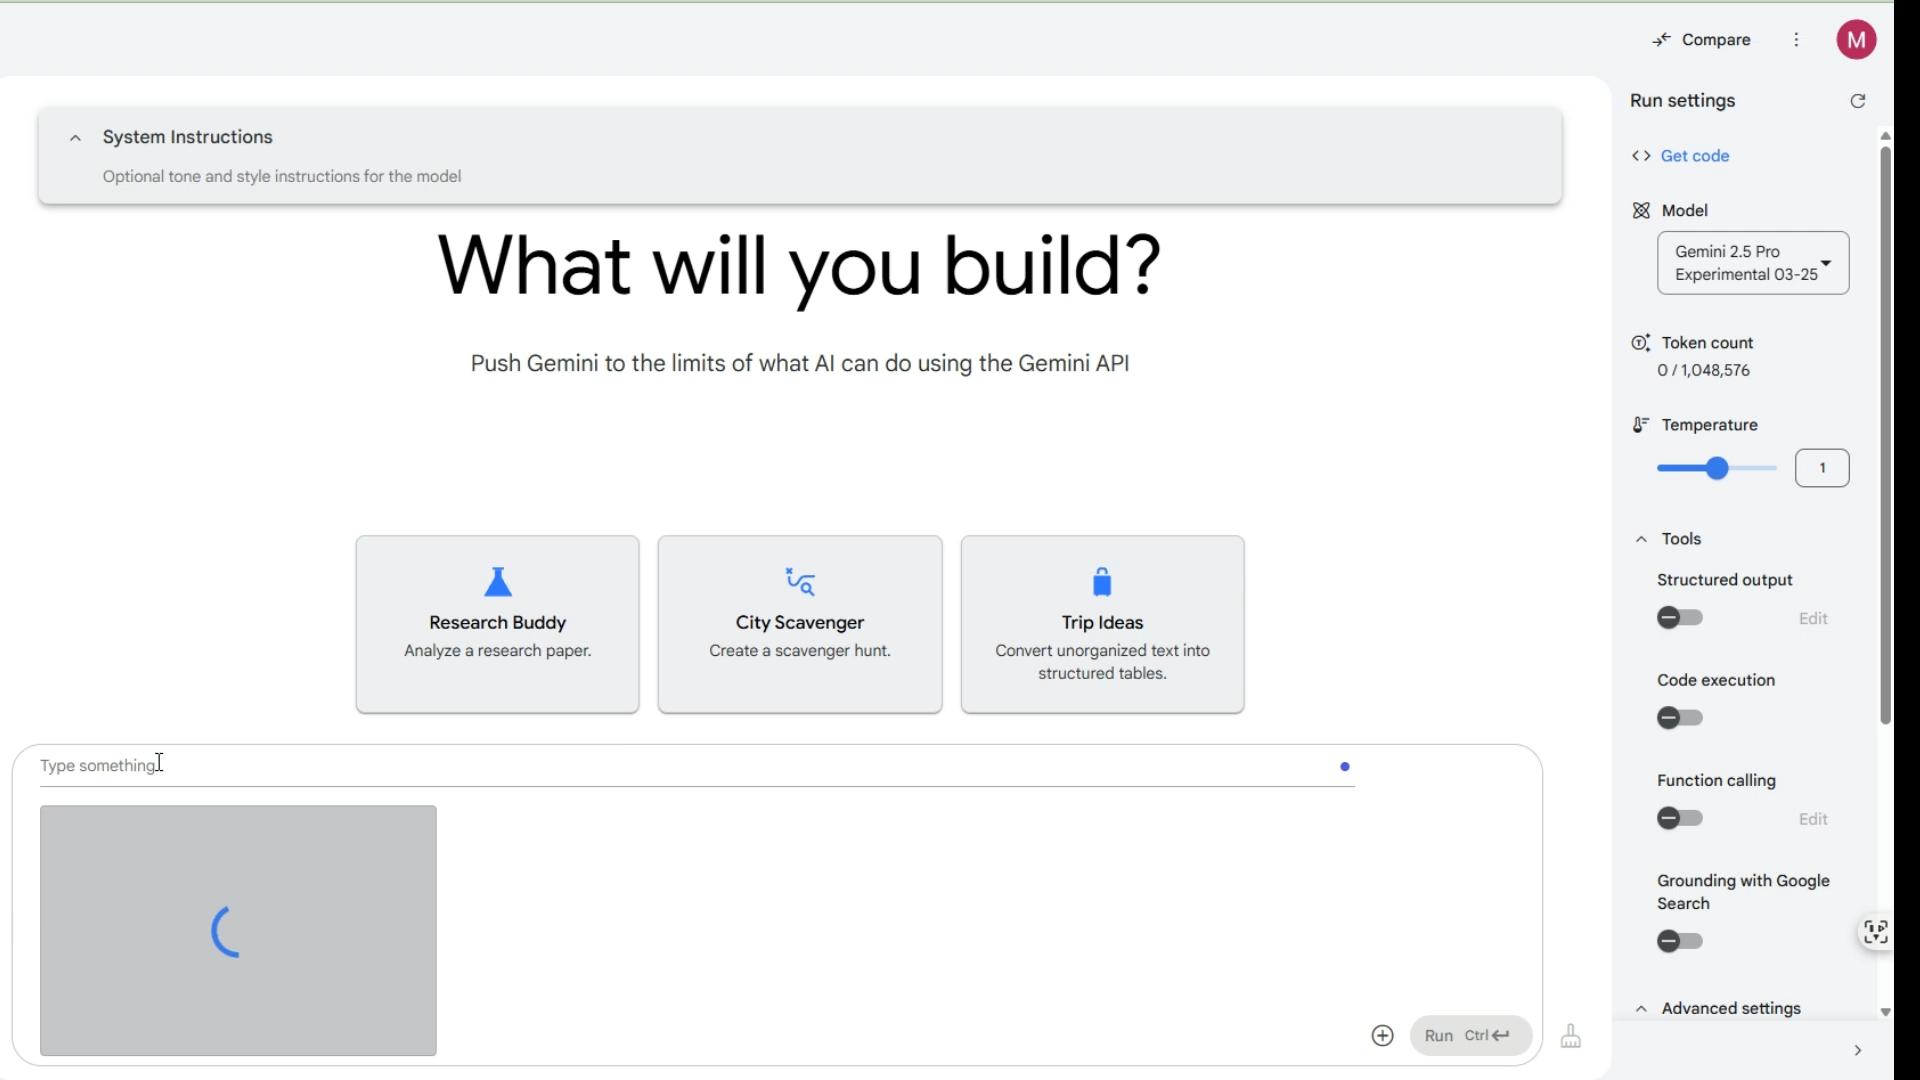 Compare
M
System Instructions
Optional tone and style instructions for the model
What will you build?
Push Gemini to the limits of what AI can do using the Gemini API
Research Buddy
Analyze a research paper.
City Scavenger
Create a scavenger hunt.
Trip Ideas
Convert unorganized text into
structured tables.
Type something
Run Ctrl
Run settings
<> Get code
Model
Gemini 2.5 Pro
Experimental 03-25
Token count
0 / 1,048,576
Temperature
1
Tools
Structured output
Edit
Code execution
Function calling
Edit
Grounding with Google
Search
Advanced settings